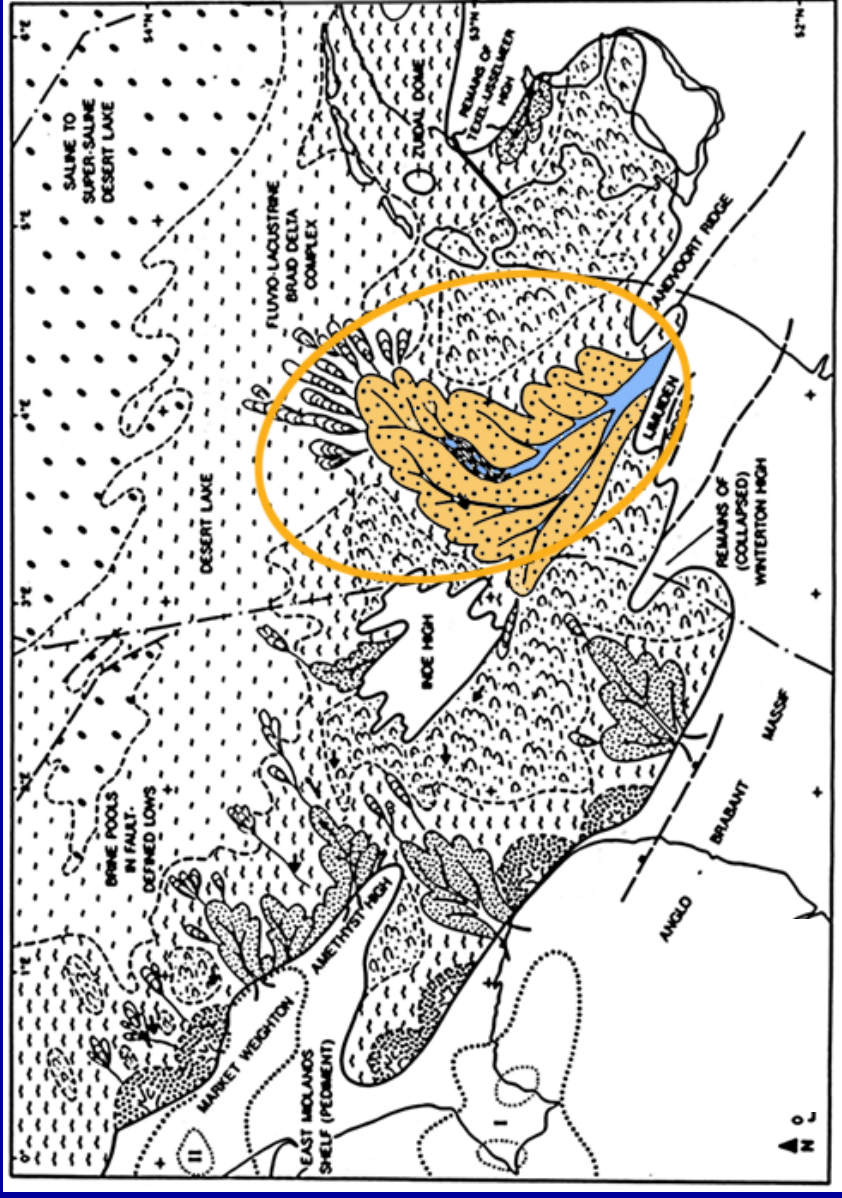 6°E
5°E
4°E
3°E
2°E
1°E
0°
54°N
53°N
52°N
SALINE TO
SUPER-SALINE
DESERT LAKE
FLUVIO-LACUSTRINE
BRAID DELTA
COMPLEX
DESERT LAKE
BRINE POOLS
IN FAULT-
DEFINED LOWS
ZUIDAL DOME
REMAINS OF
TEXEL-IJSSELMEER
HIGH
ZANDVOORT RIDGE
IJMUIDEN
REMAINS OF
(COLLAPSED)
WINTERTON HIGH
INDE HIGH
AMETHYST HIGH
MARKET WEIGHTON
EAST MIDLANDS
SHELF (PEDIMENT)
ANGLO - BRABANT MASSIF
I
II
N
0